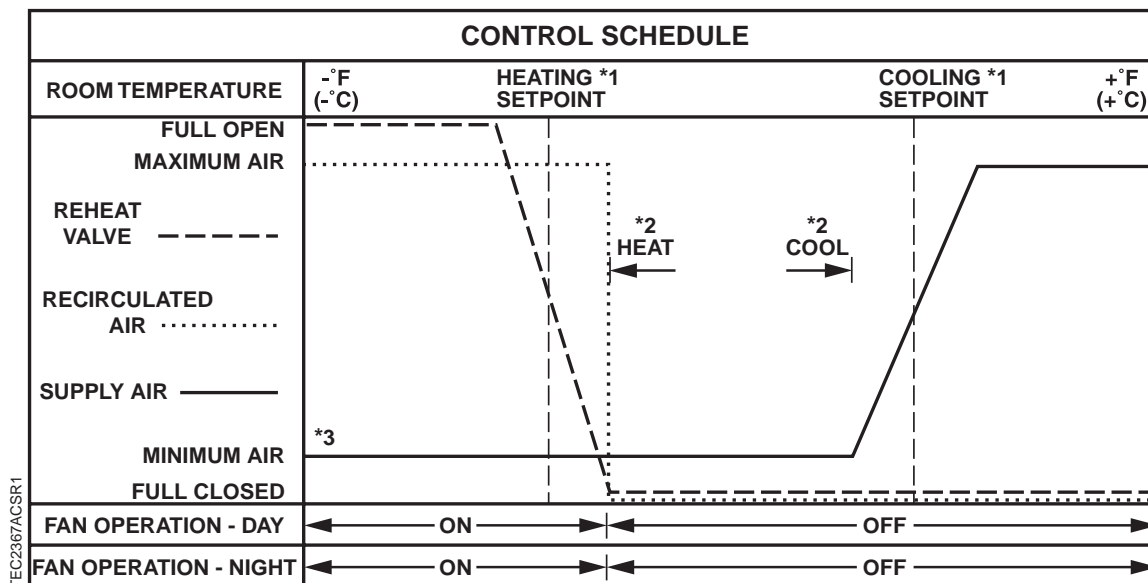 CONTROL SCHEDULE
ROOM TEMPERATURE
-°F
(-°C)
HEATING *1
SETPOINT
COOLING *1
SETPOINT
+°F
(+°C)
FULL OPEN
MAXIMUM AIR
REHEAT
VALVE
*2
HEAT
*2
COOL
RECIRCULATED
AIR
SUPPLY AIR
*3
MINIMUM AIR
FULL CLOSED
FAN OPERATION - DAY
ON
OFF
FAN OPERATION - NIGHT
ON
OFF
TEC2367ACSR1